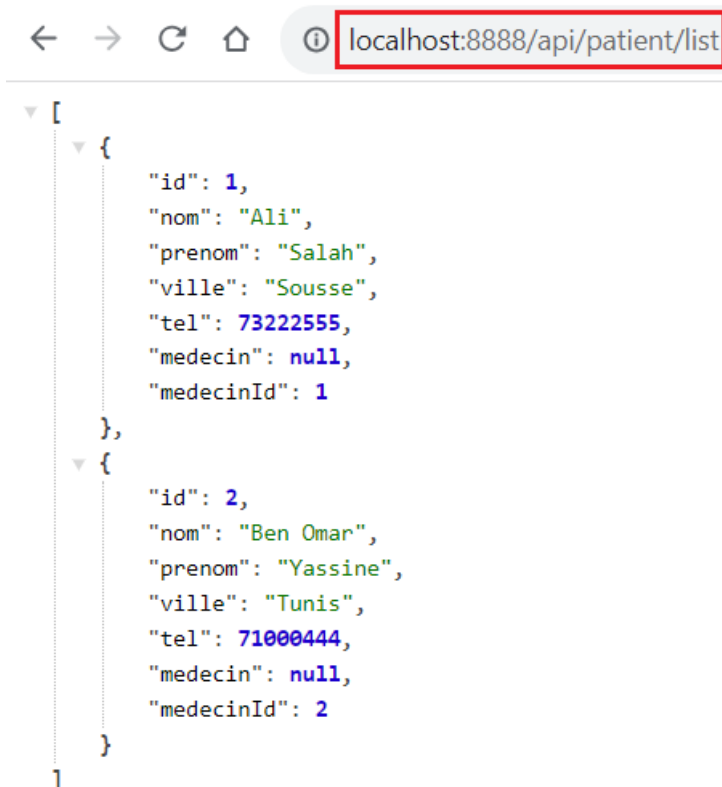 localhost:8888/api/patient/list
[
{
"id": 1,
"nom": "Ali",
"prenom": "Salah",
"ville": "Sousse",
"tel": 73222555,
"medecin": null,
"medecinId": 1
},
{
"id": 2,
"nom": "Ben Omar",
"prenom": "Yassine",
"ville": "Tunis",
"tel": 71000444,
"medecin": null,
"medecinId": 2
}
]